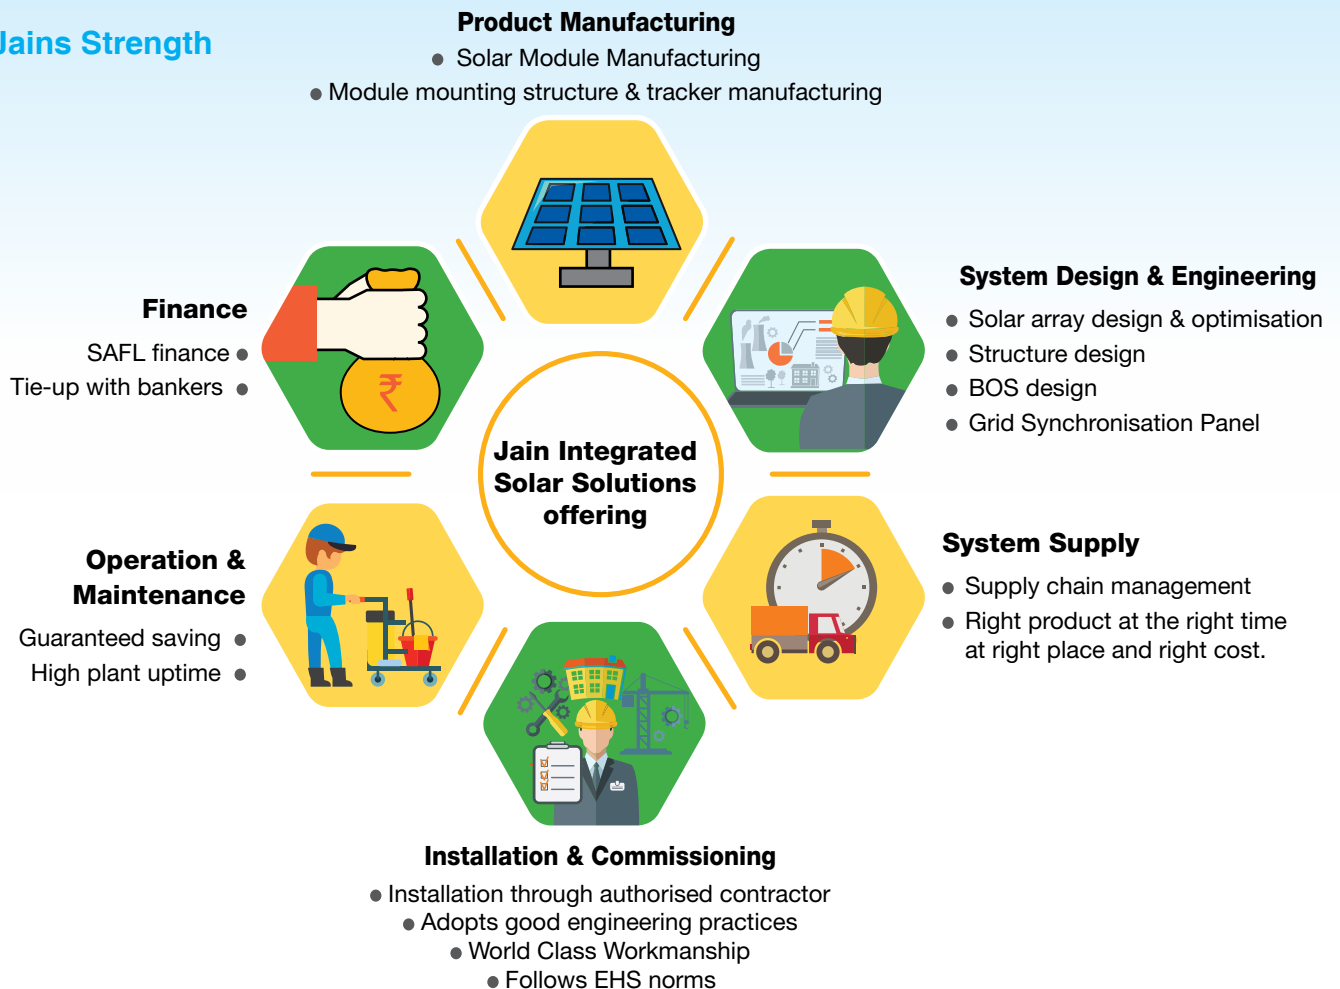 Jains Strength
Product Manufacturing
● Solar Module Manufacturing
● Module mounting structure & tracker manufacturing
System Design & Engineering
● Solar array design & optimisation
● Structure design
● BOS design
● Grid Synchronisation Panel
System Supply
● Supply chain management
● Right product at the right time
at right place and right cost.
Installation & Commissioning
● Installation through authorised contractor
● Adopts good engineering practices
● World Class Workmanship
● Follows EHS norms
Operation &
Maintenance
Guaranteed saving ●
High plant uptime ●
Finance
SAFL finance ●
Tie-up with bankers ●
₹
Jain Integrated
Solar Solutions
offering